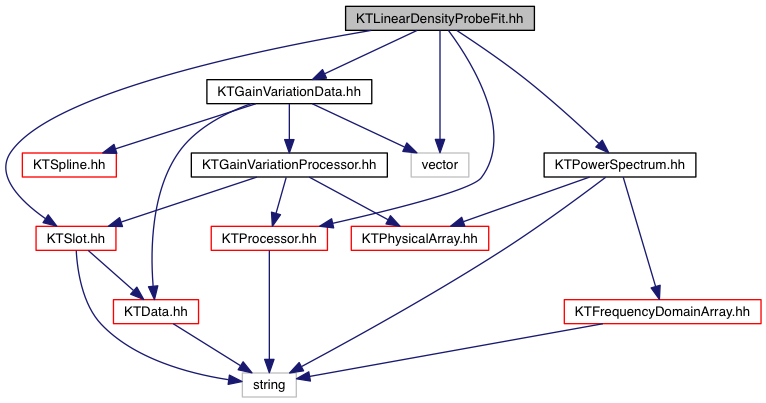 KTLinearDensityProbeFit.hh
KTGainVariationData.hh
KTSpline.hh
KTGainVariationProcessor.hh
vector
KTPowerSpectrum.hh
KTSlot.hh
KTProcessor.hh
KTPhysicalArray.hh
KTData.hh
KTFrequencyDomainArray.hh
string